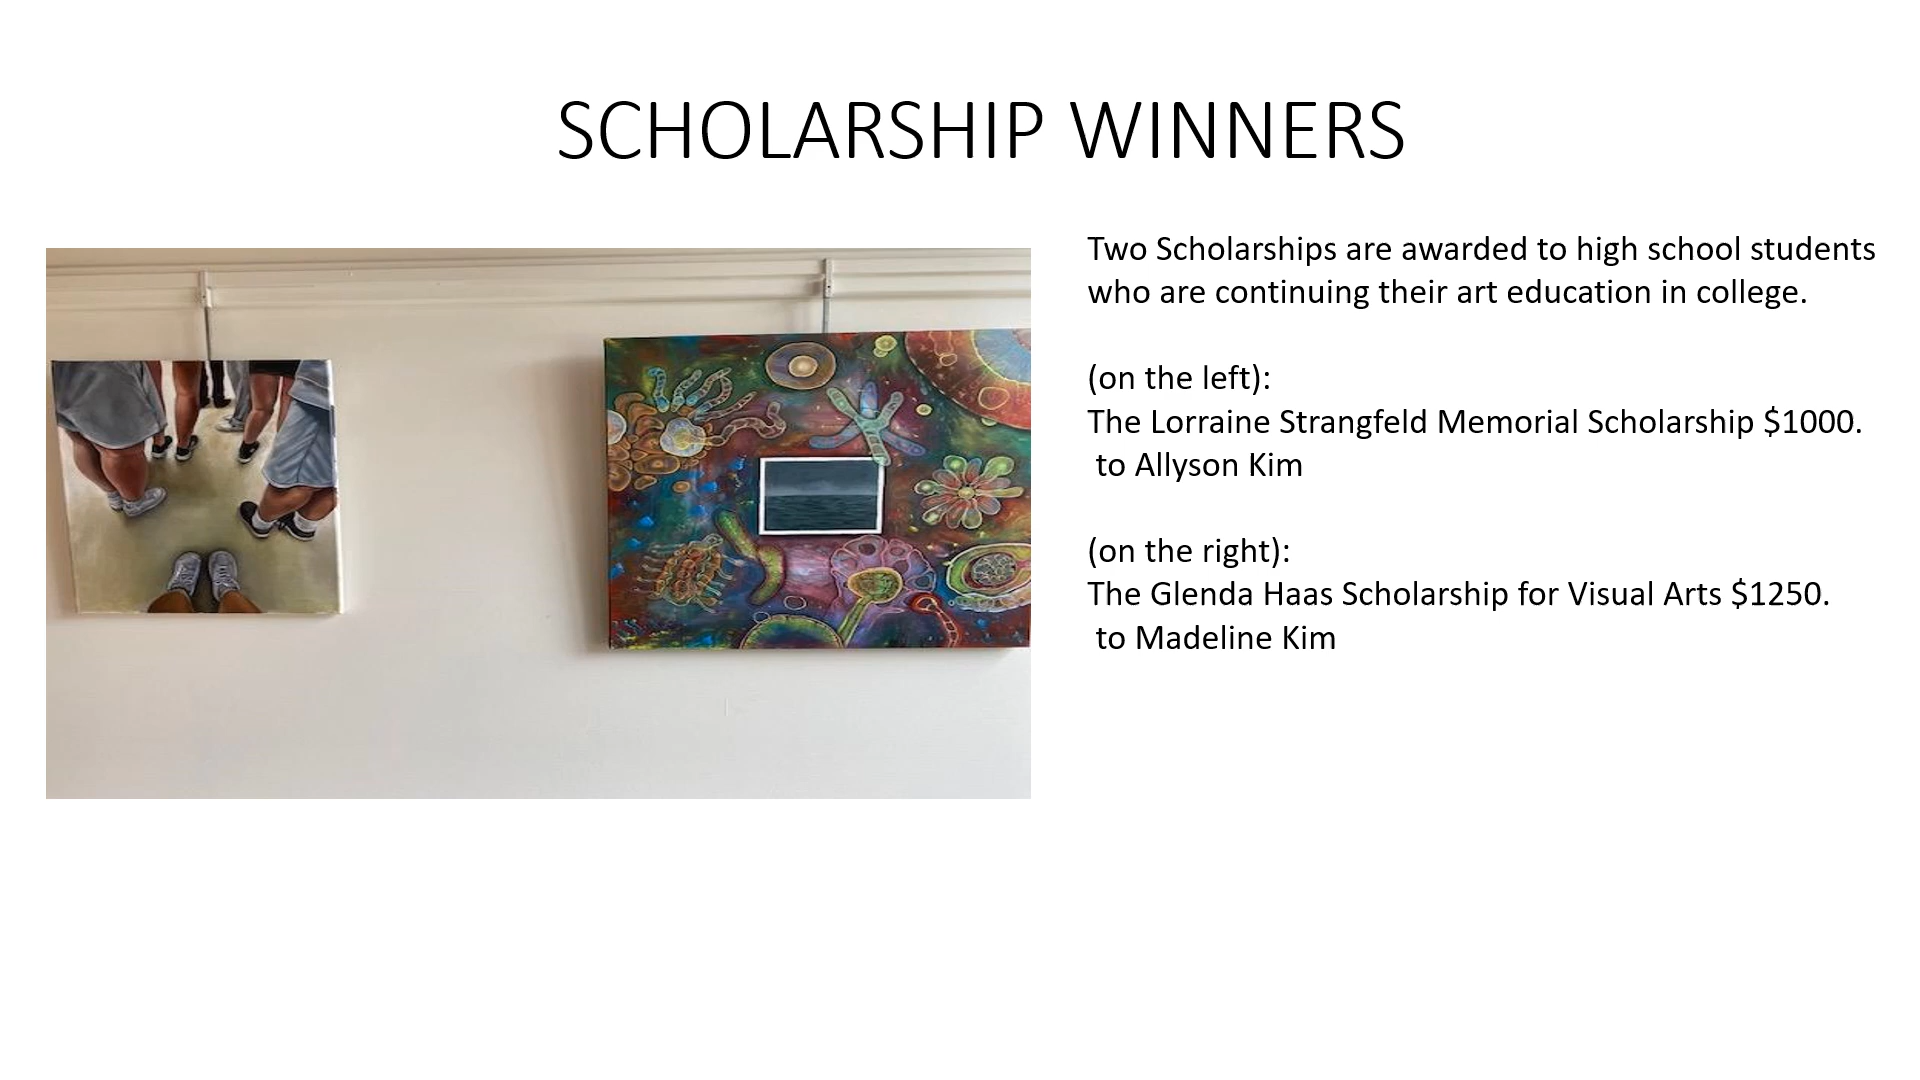 SCHOLARSHIP WINNERS
Two Scholarships are awarded to high school students
who are continuing their art education in college.
(on the left):
The Lorraine Strangfeld Memorial Scholarship $1000.
to Allyson Kim
(on the right):
The Glenda Haas Scholarship for Visual Arts $1250.
to Madeline Kim